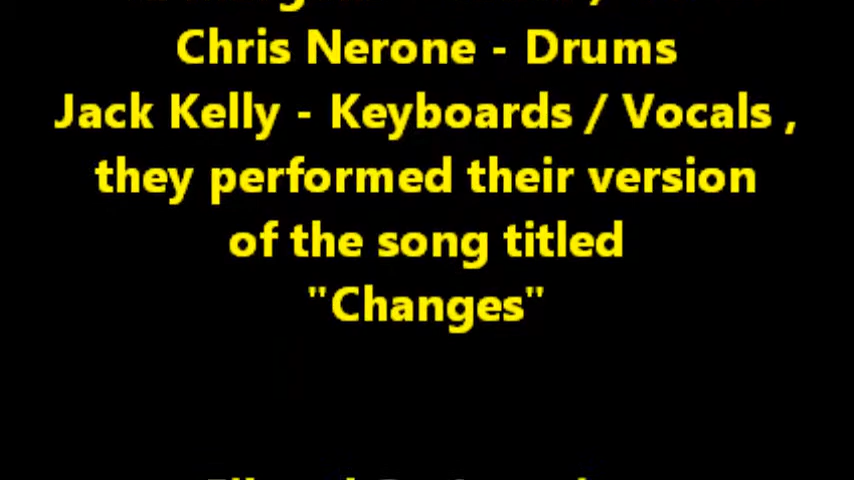 Chris Nerone - Drums
Jack Kelly - Keyboards / Vocals ,
they performed their version
of the song titled
"Changes"